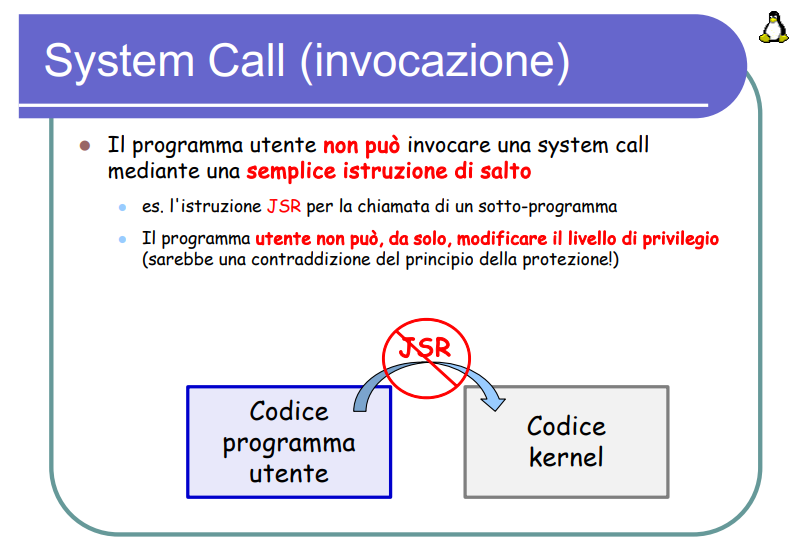 System Call (invocazione)
Il programma utente non può invocare una system call
mediante una semplice istruzione di salto
es. l'istruzione JSR per la chiamata di un sotto-programma
Il programma utente non può, da solo, modificare il livello di privilegio
(sarebbe una contraddizione del principio della protezione!)
JSR
Codice
programma
utente
Codice
kernel